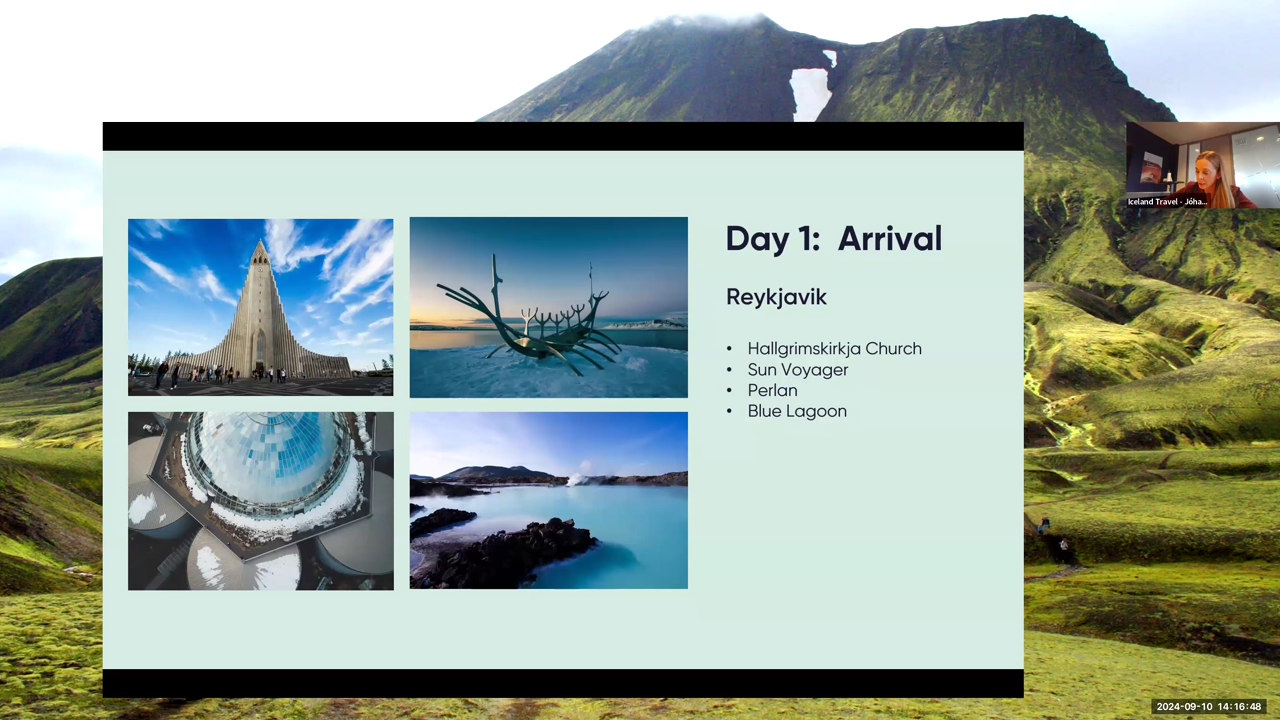 Day 1: Arrival
Reykjavik
• Hallgrimskirkja Church
• Sun Voyager
• Perlan
• Blue Lagoon
Iceland Travel - Jóha...
2024-09-10 14:16:48